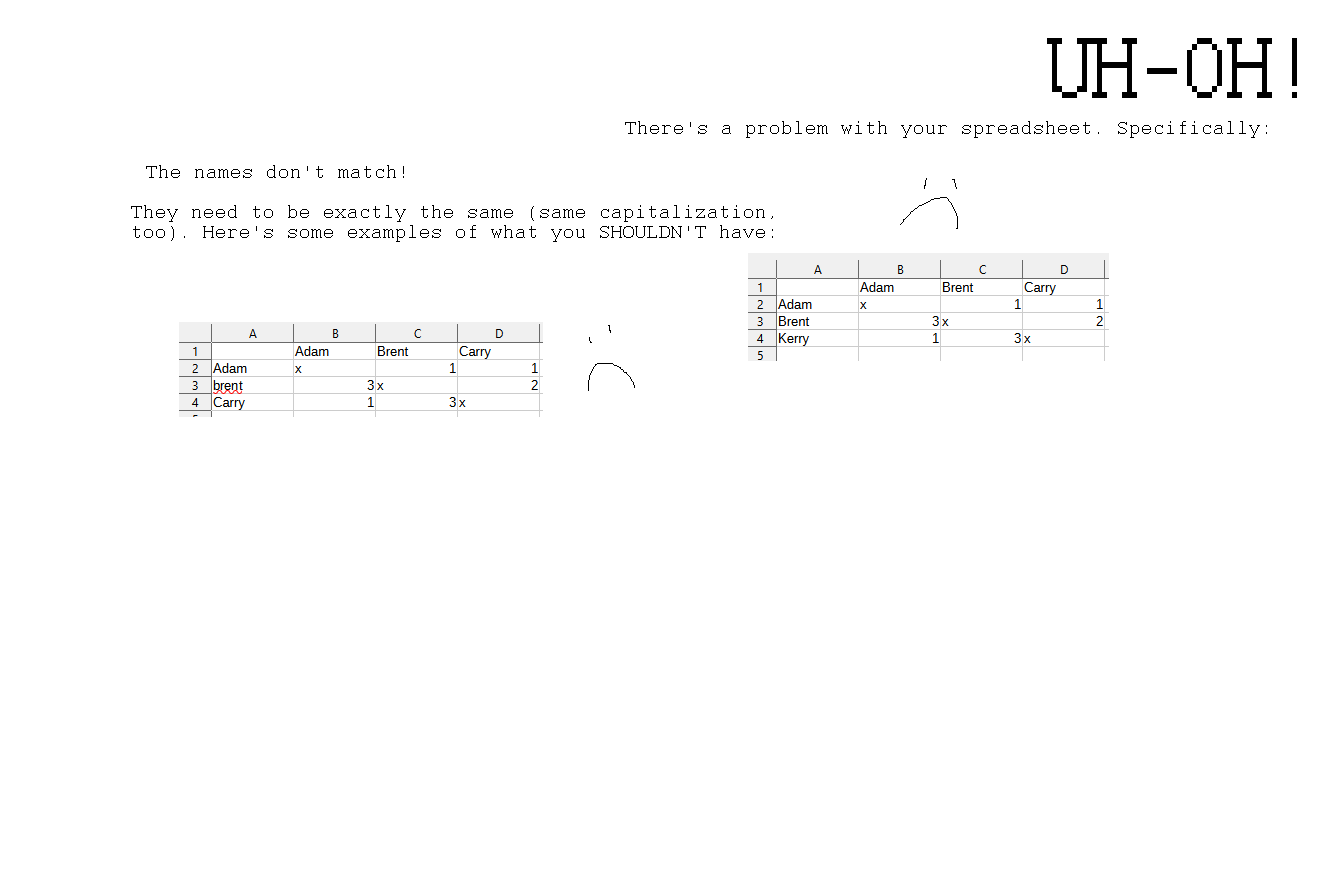 UH-OH!
There's a problem with your spreadsheet. Specifically:
The names don't match!
They need to be exactly the same (same capitalization,
too). Here's some examples of what you SHOULDN'T have:
A B C D
1 Adam Brent Carry
2 Adam x 1 1
3 Brent 3 x 2
4 Kerry 1 3 x
5
A B C D
1 Adam Brent Carry
2 Adam x 1 1
3 brent 3 x 2
4 Carry 1 3 x